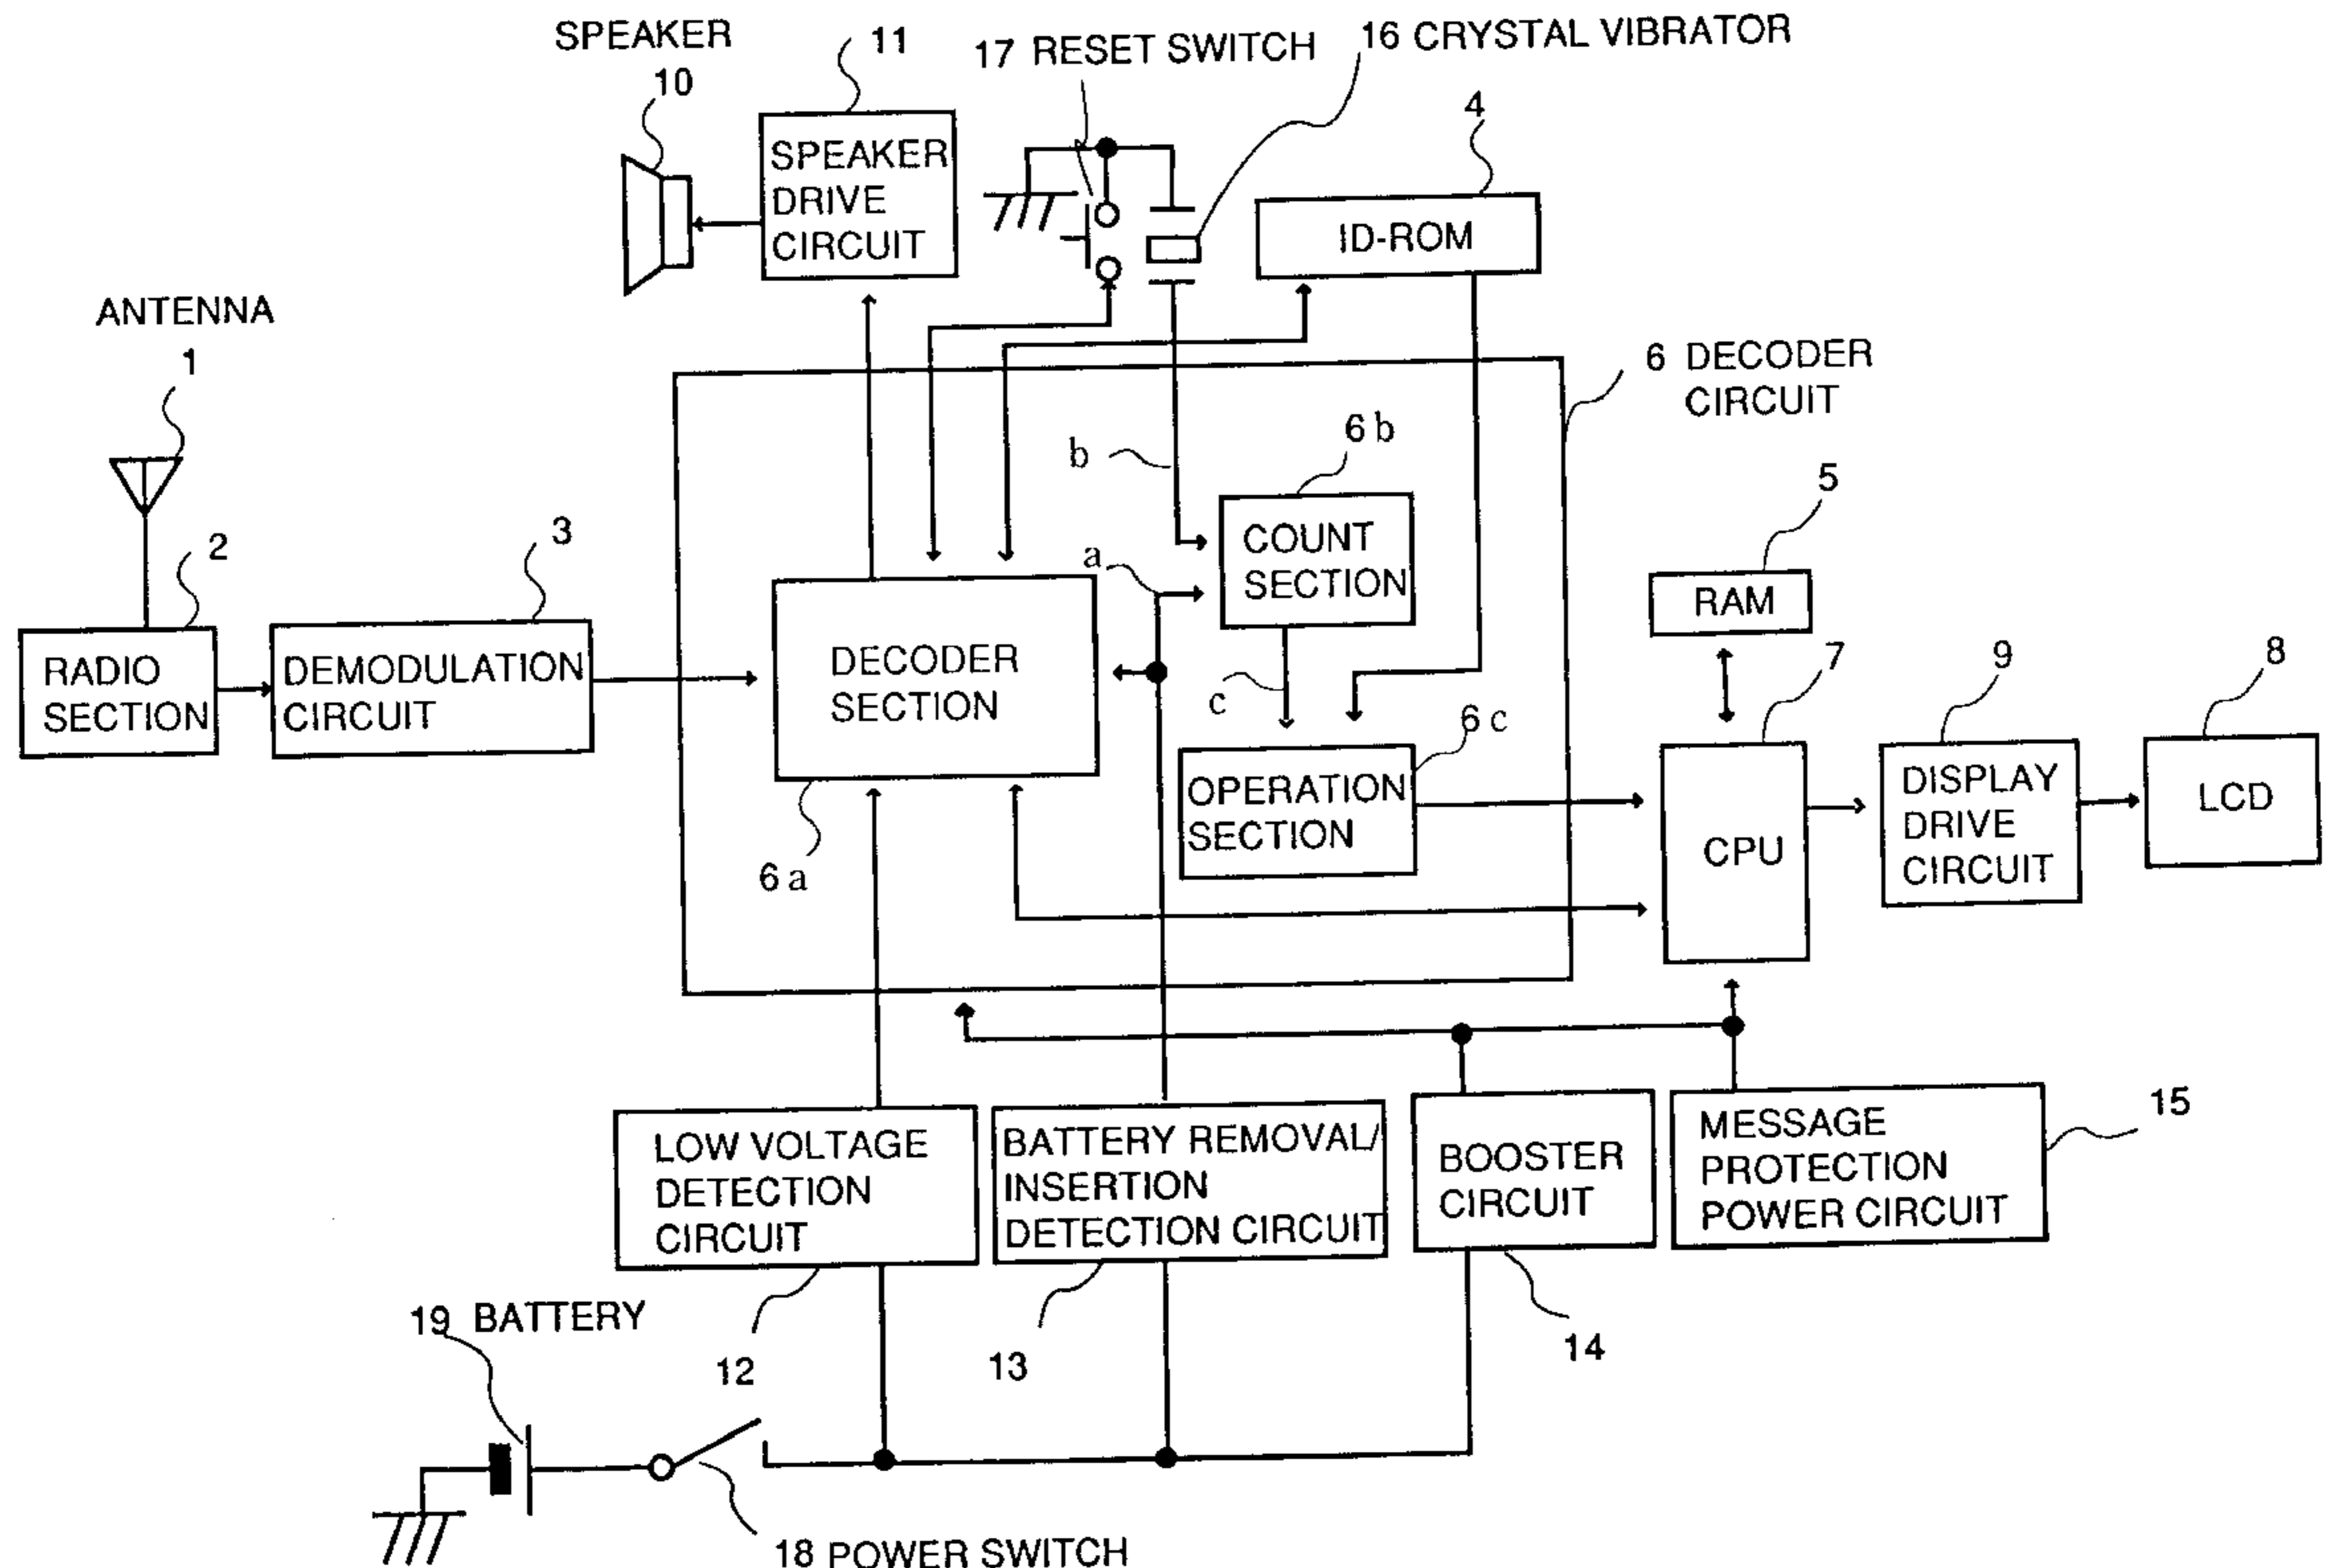 SPEAKER
10
11
17 RESET SWITCH
16 CRYSTAL VIBRATOR
4
SPEAKER
DRIVE
CIRCUIT
ID-ROM
ANTENNA
1
6 DECODER
CIRCUIT
b
6b
5
2
3
a
COUNT
SECTION
RAM
RADIO
SECTION
DEMODULATION
CIRCUIT
DECODER
SECTION
c
7
9
8
6c
OPERATION
SECTION
CPU
DISPLAY
DRIVE
CIRCUIT
LCD
6a
LOW VOLTAGE
DETECTION
CIRCUIT
BATTERY REMOVAL/
INSERTION
DETECTION CIRCUIT
BOOSTER
CIRCUIT
MESSAGE
PROTECTION
POWER CIRCUIT
15
19 BATTERY
12
13
14
18 POWER SWITCH